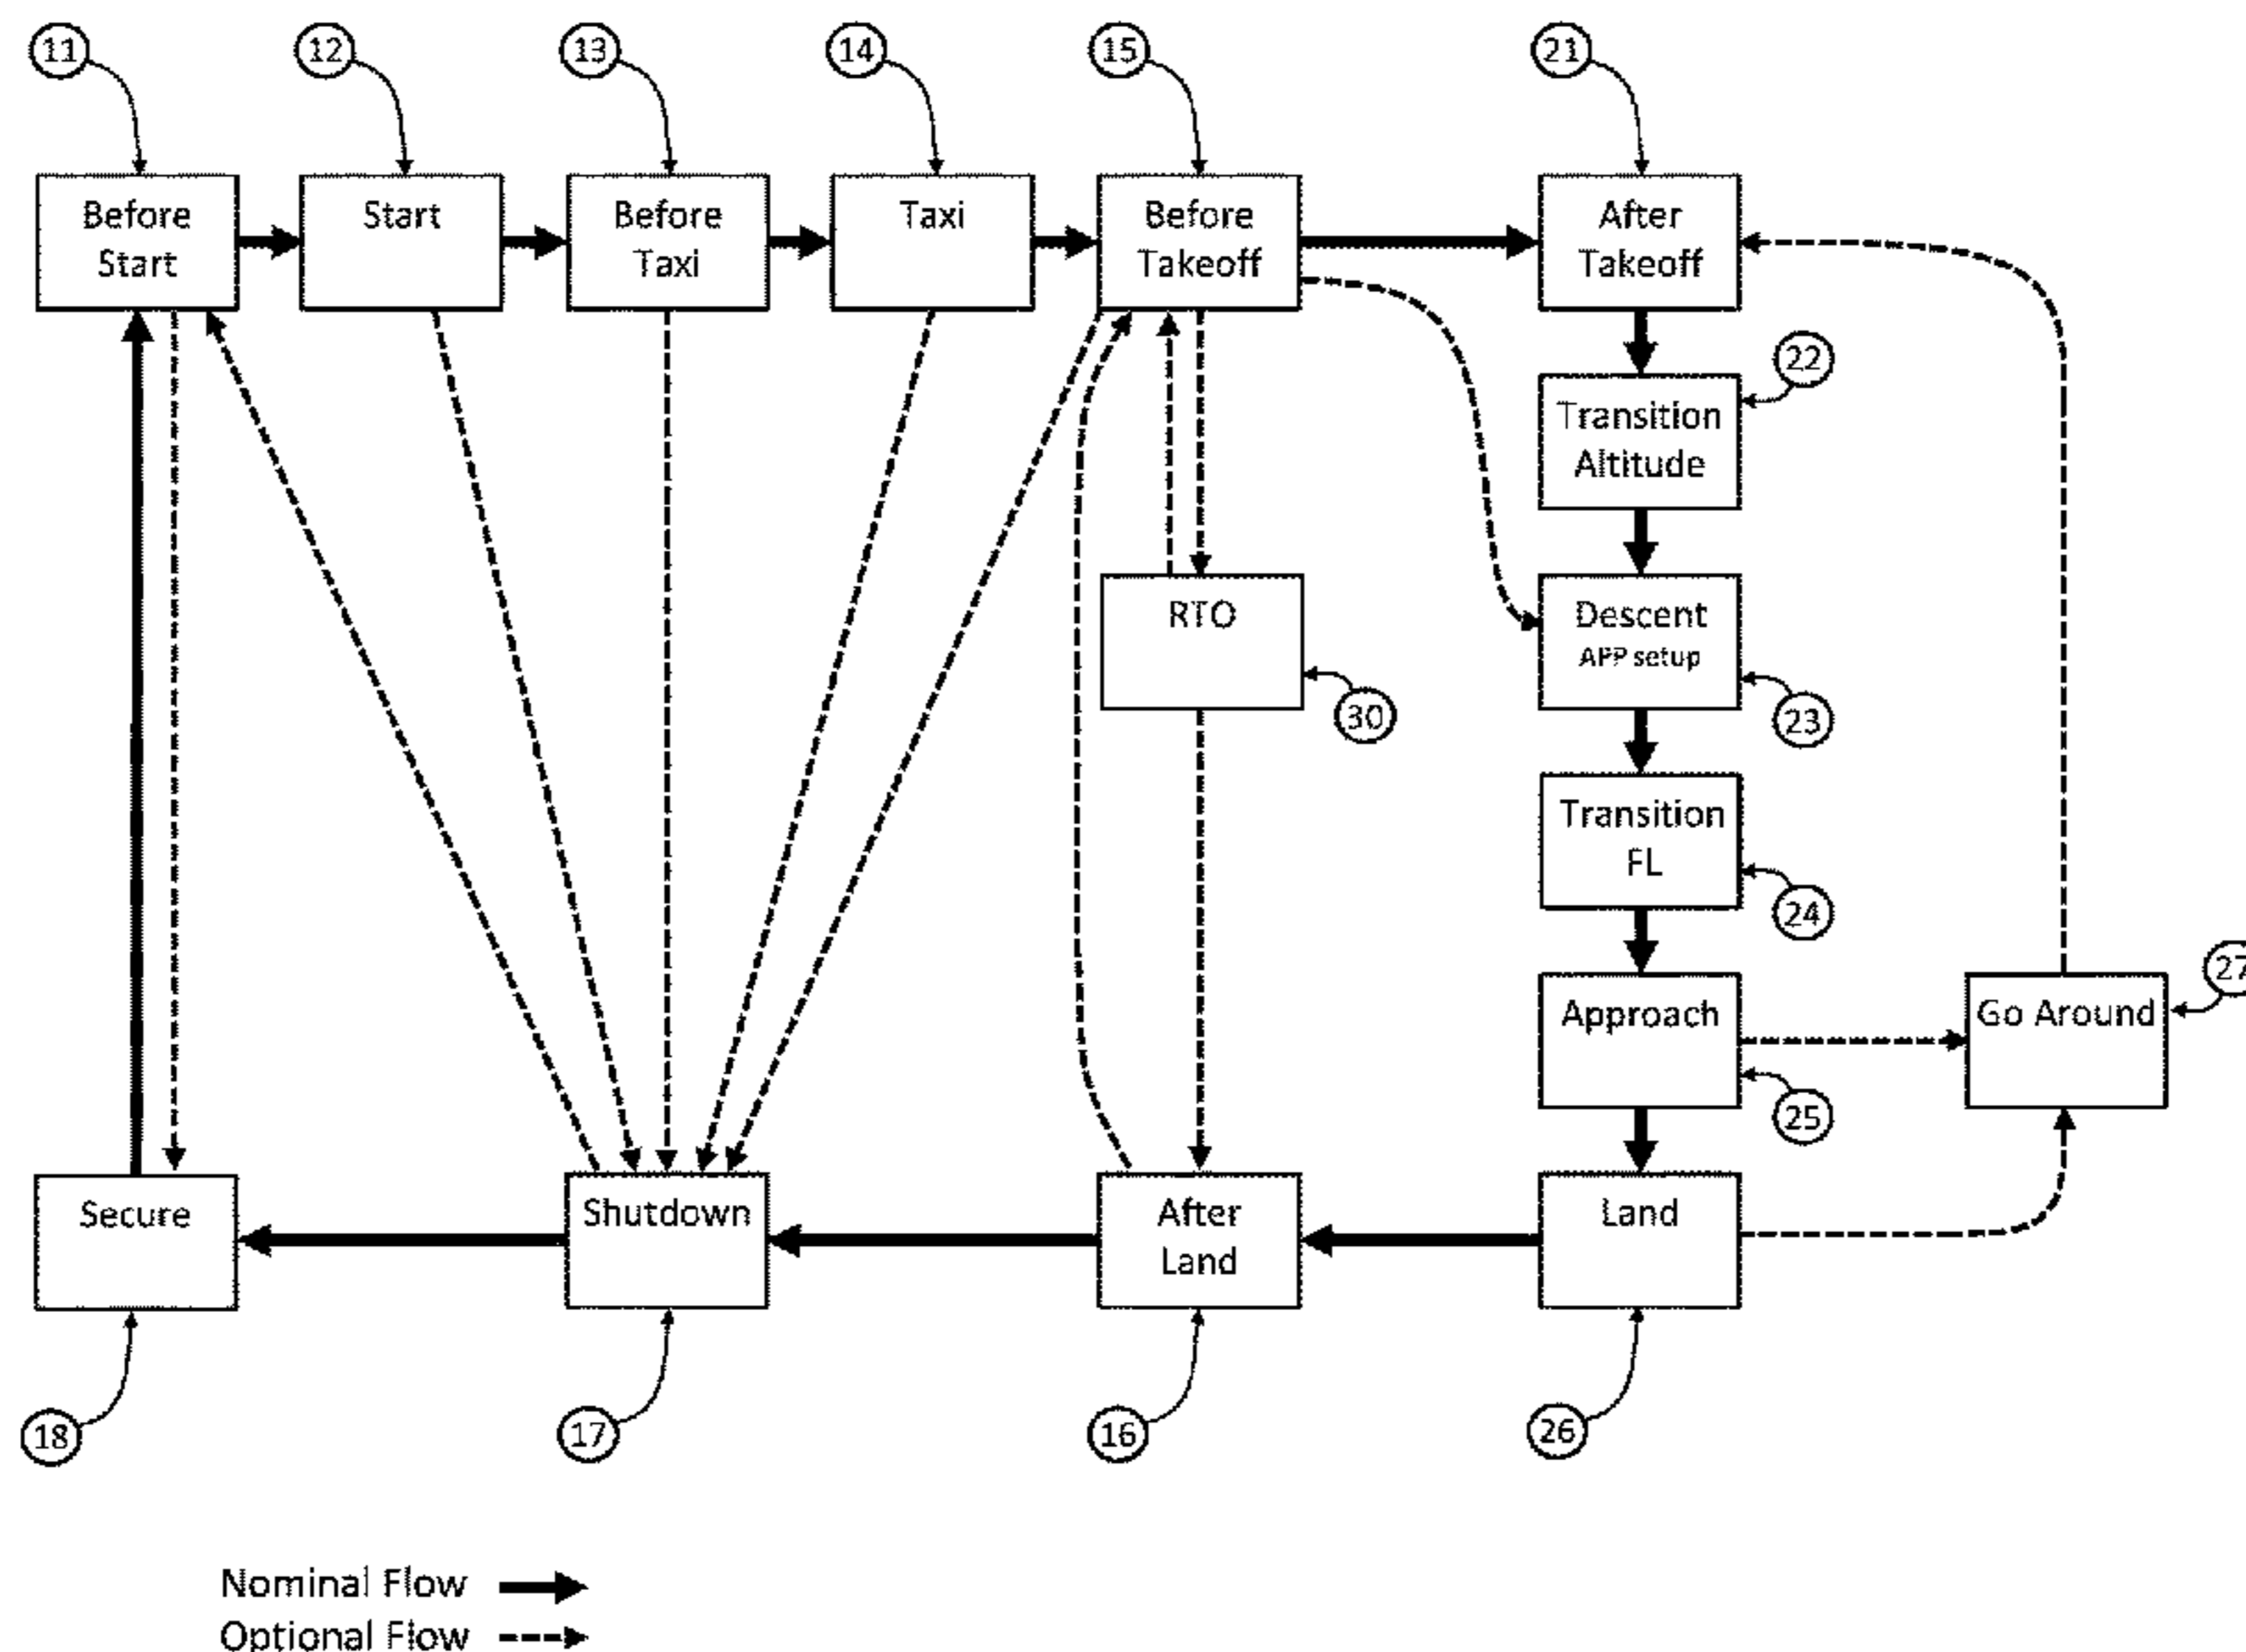 11
12
13
14
15
21
Before
Start
Start
Before
Taxi
Taxi
Before
Takeoff
After
Takeoff
22
Transition
Altitude
RTO
30
Descent
APP setup
23
Transition
FL
24
Approach
25
Go Around
27
Secure
Shutdown
After
Land
Land
18
17
16
26
Nominal Flow
Optional Flow